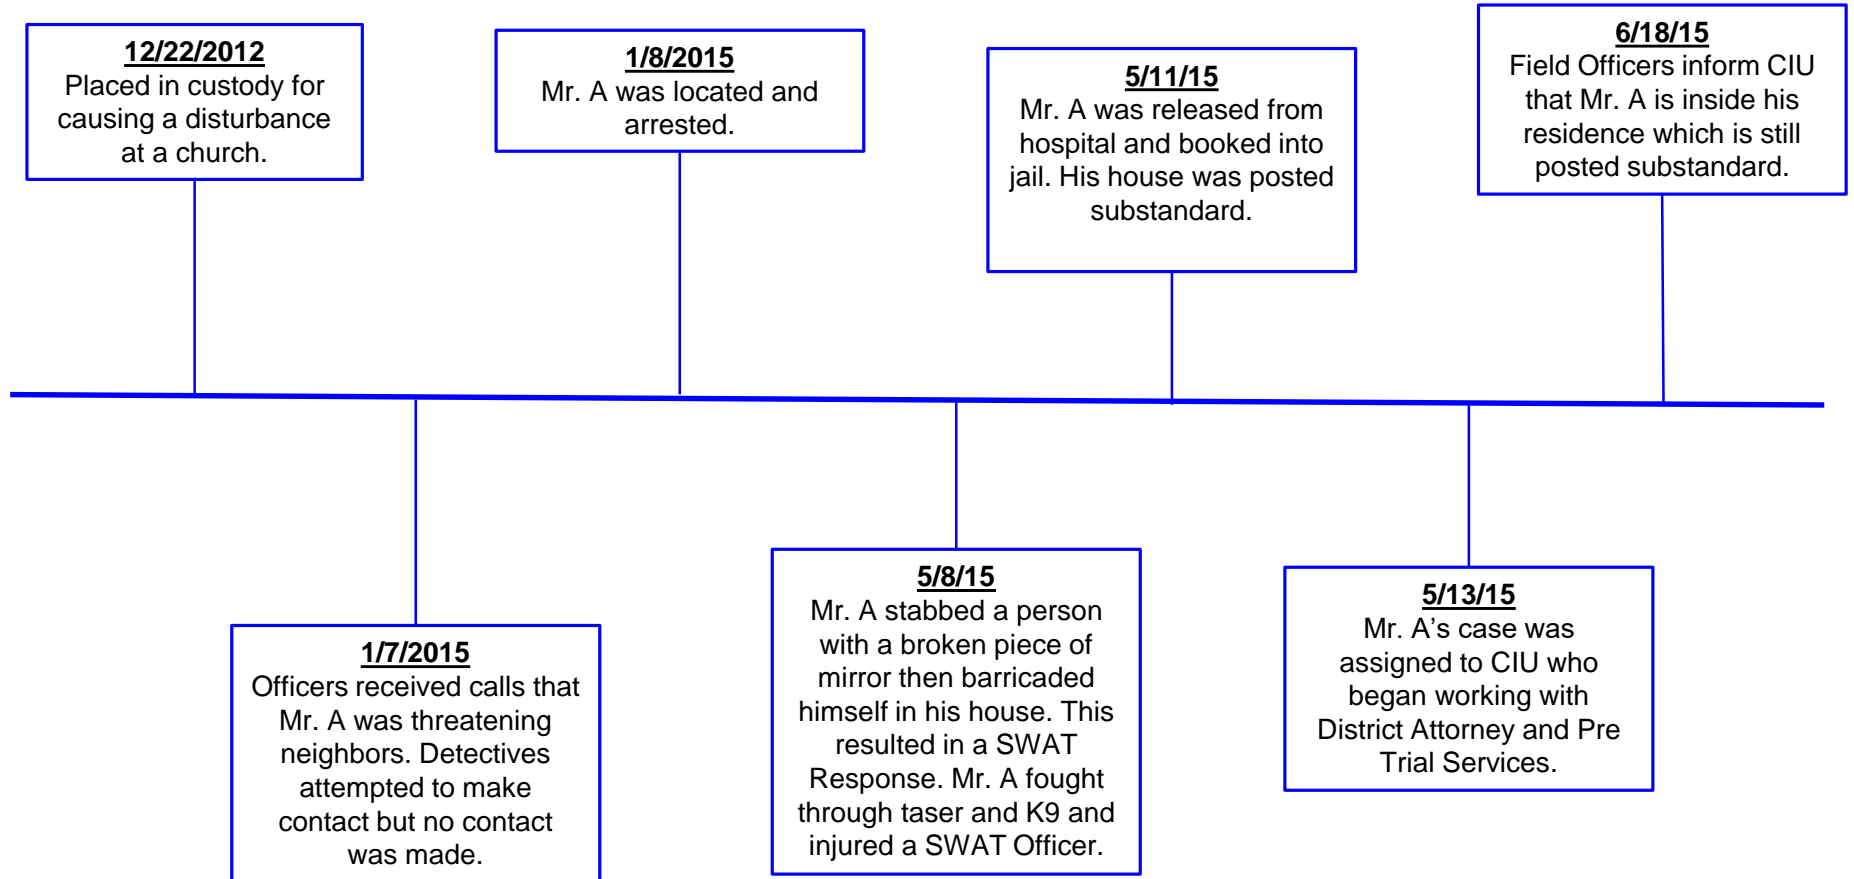 12/22/2012
Placed in custody for
causing a disturbance
at a church.
1/7/2015
Officers received calls that
Mr. A was threatening
neighbors. Detectives
attempted to make
contact but no contact
was made.
1/8/2015
Mr. A was located and
arrested.
5/8/15
Mr. A stabbed a person
with a broken piece of
mirror then barricaded
himself in his house. This
resulted in a SWAT
Response. Mr. A fought
through taser and K9 and
injured a SWAT Officer.
5/11/15
Mr. A was released from
hospital and booked into
jail. His house was posted
substandard.
5/13/15
Mr. A’s case was
assigned to CIU who
began working with
District Attorney and Pre
Trial Services.
6/18/15
Field Officers inform CIU
that Mr. A is inside his
residence which is still
posted substandard.